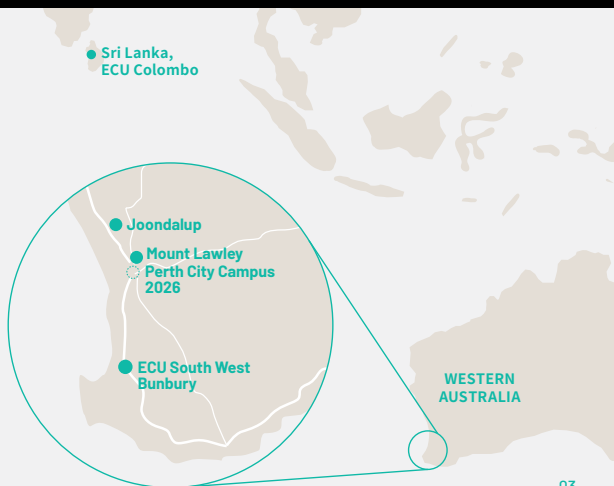 Sri Lanka,
ECU Colombo
Joondalup
Mount Lawley
Perth City Campus
2026
ECU South West
Bunbury
WESTERN
AUSTRALIA